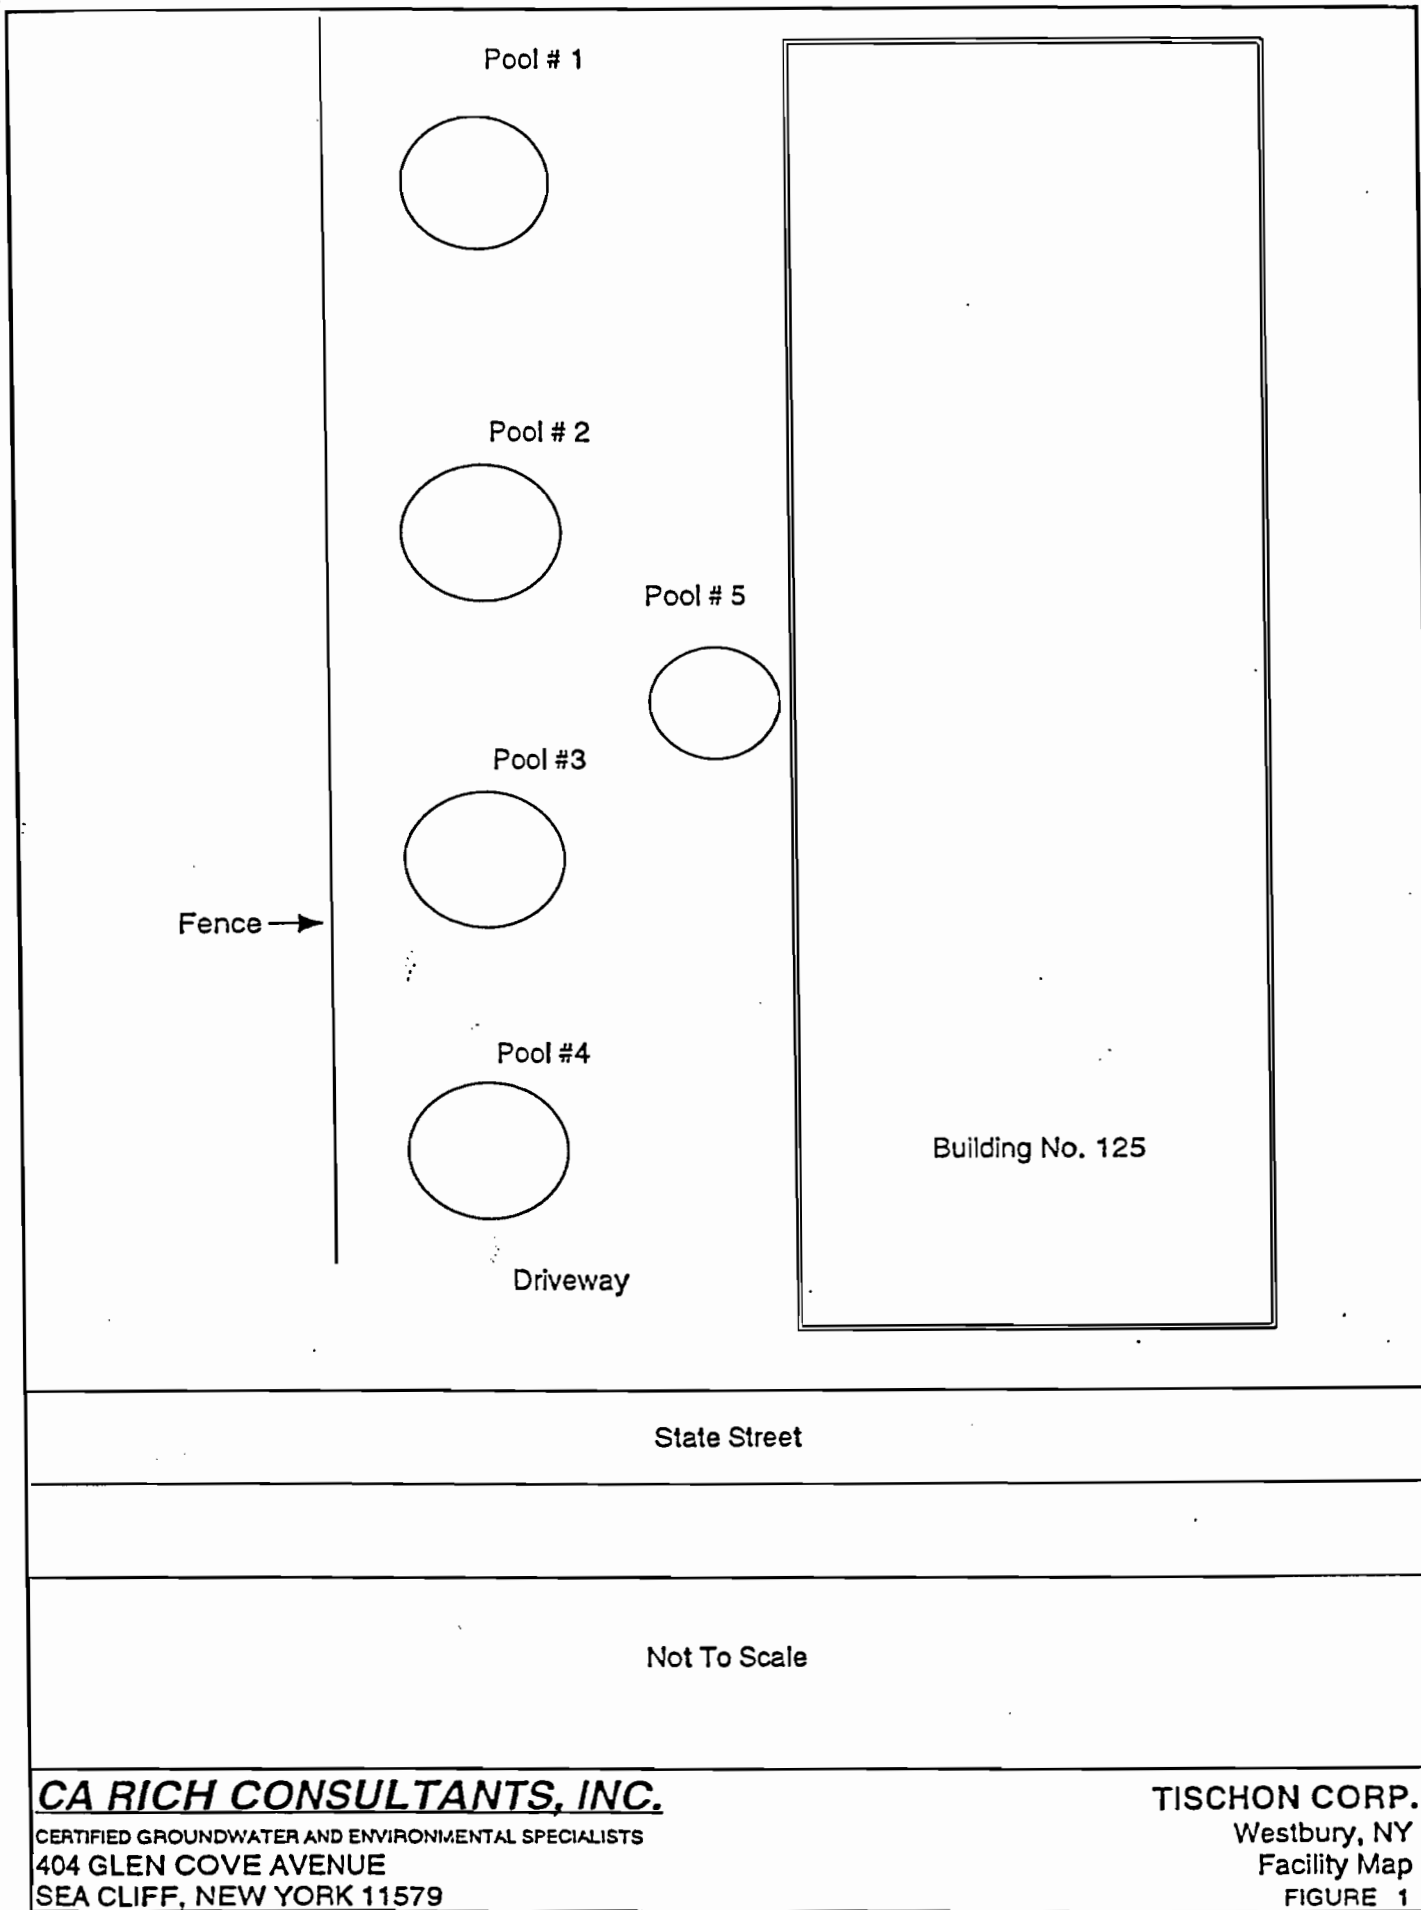 Pool # 1
Pool # 2
Pool # 5
Pool #3
Fence
Pool #4
Building No. 125
Driveway
State Street
Not To Scale
CA RICH CONSULTANTS, INC.
CERTIFIED GROUNDWATER AND ENVIRONMENTAL SPECIALISTS
404 GLEN COVE AVENUE
SEA CLIFF, NEW YORK 11579
TISCHON CORP.
Westbury, NY
Facility Map
FIGURE 1